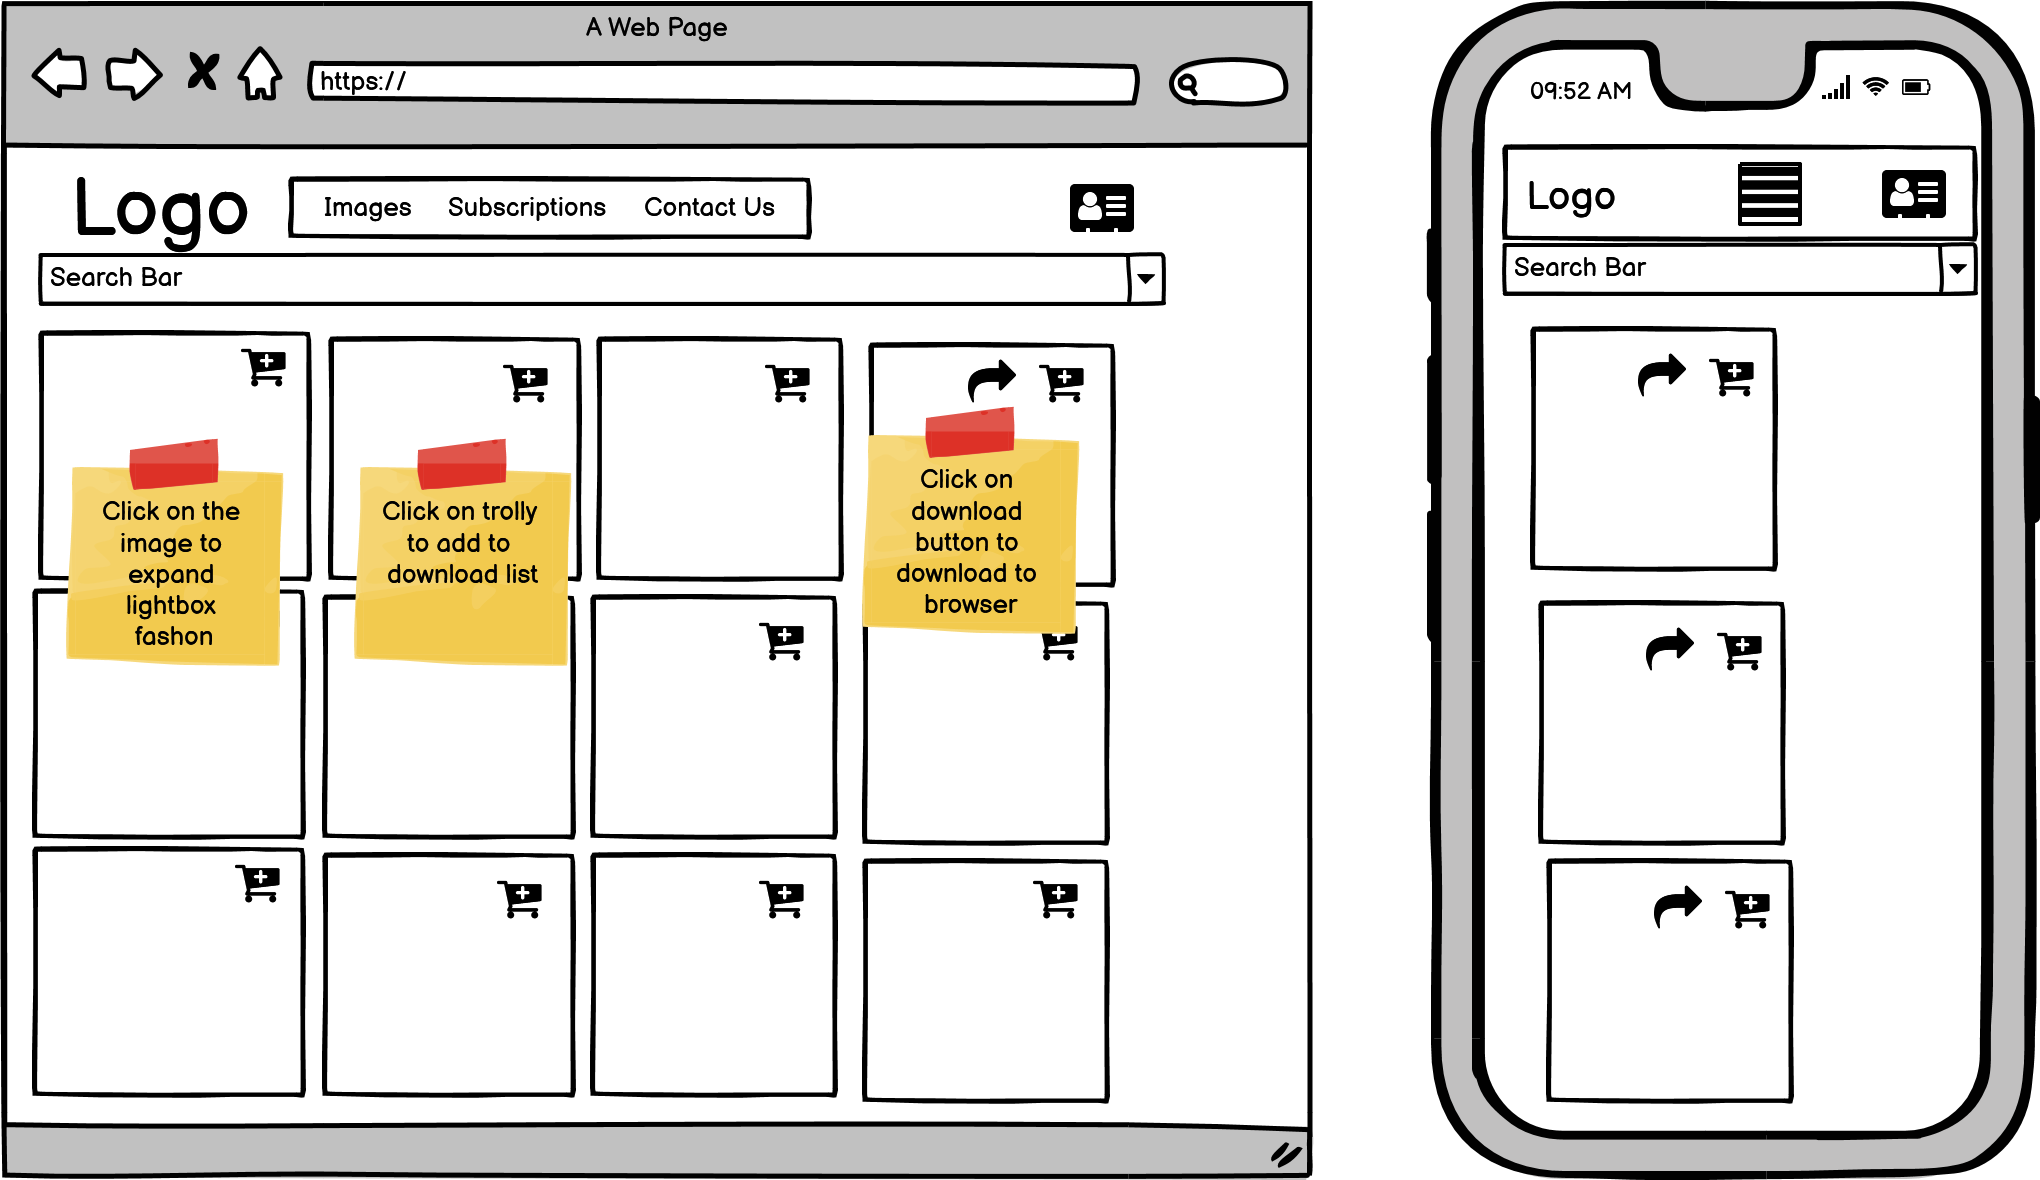 A Web Page
https://
Logo
Images Subscriptions Contact Us
Search Bar
Click on the
image to
expand
lightbox
fashon
Click on trolly
to add to
download list
Click on
download
button to
download to
browser
09:52 AM
Logo
Search Bar